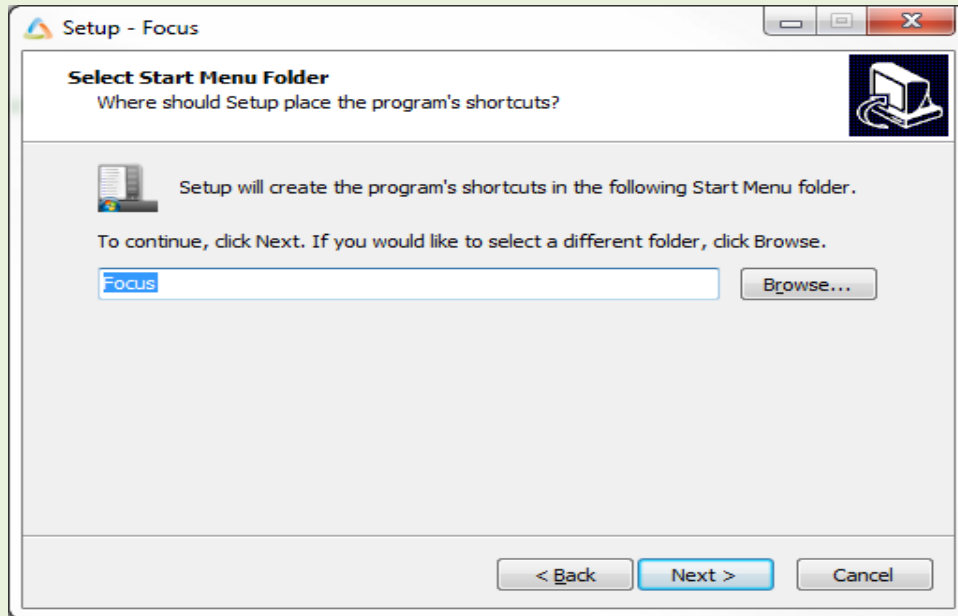 Setup - Focus
Select Start Menu Folder
Where should Setup place the program's shortcuts?
Setup will create the program's shortcuts in the following Start Menu folder.
To continue, click Next. If you would like to select a different folder, click Browse.
Focus
Browse...
< Back
Next >
Cancel